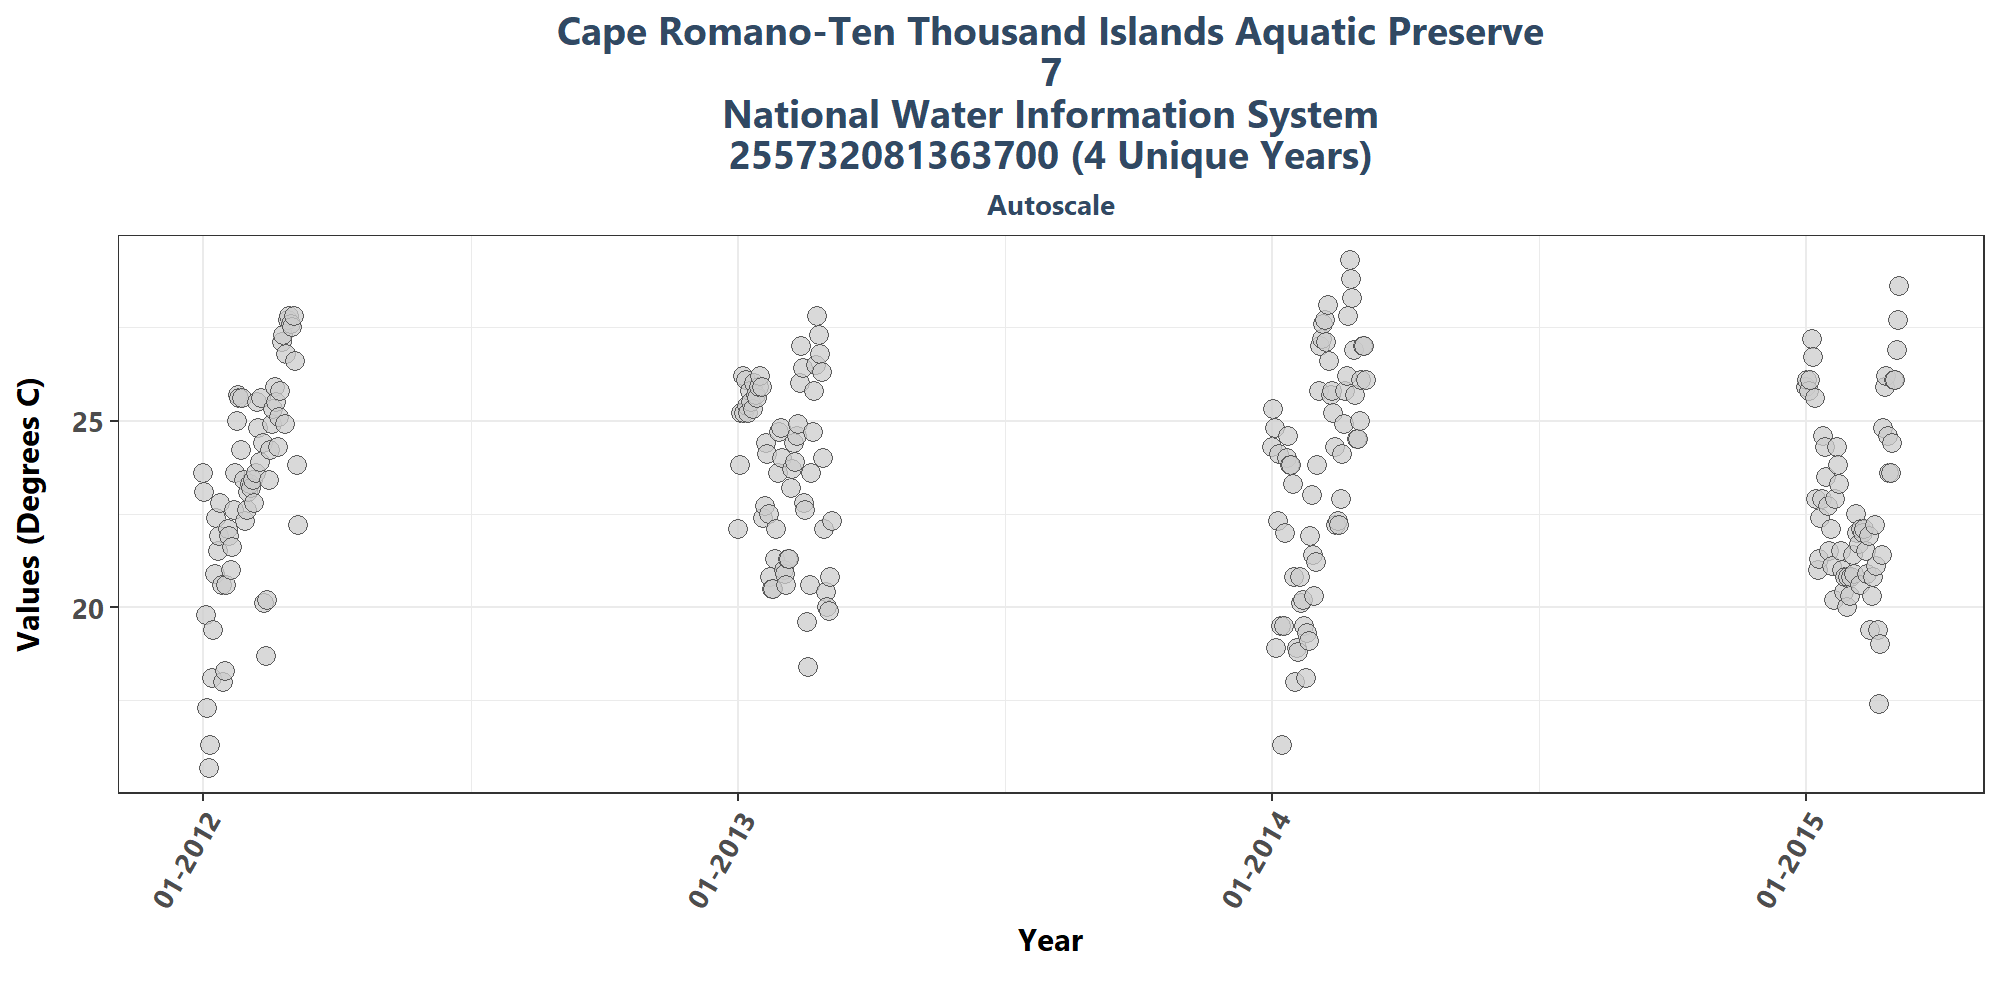 Cape Romano-Ten Thousand Islands Aquatic Preserve
7
National Water Information System
255732081363700 (4 Unique Years)
Autoscale
Values (Degrees C)
25
20
01-2012
01-2013
01-2014
01-2015
Year